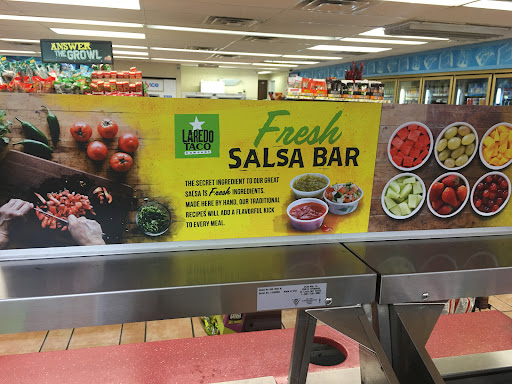 ANSWER
THE GROWL
LAREDO
TACO
COMPANY
Fresh
SALSA BAR
THE SECRET INGREDIENT TO OUR GREAT
SALSA IS Fresh INGREDIENTS.
MADE HERE BY HAND, OUR TRADITIONAL
RECIPES WILL ADD A FLAVORFUL KICK
TO EVERY MEAL.